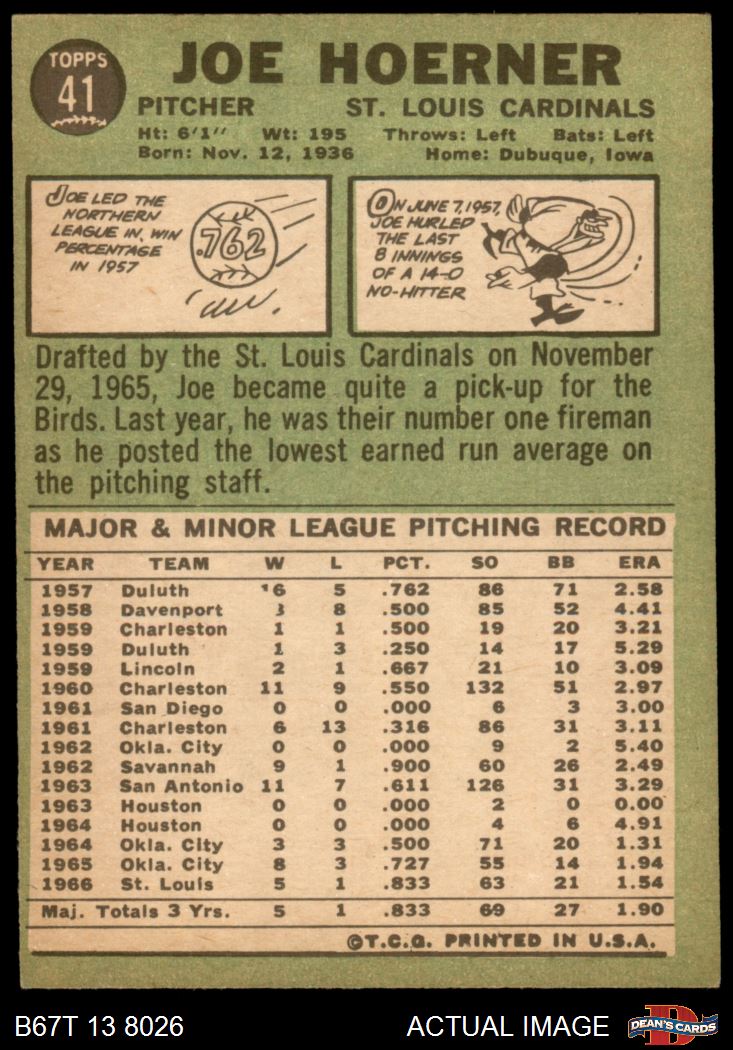 TOPPS
41
JOE HOERNER
PITCHER ST. LOUIS CARDINALS
Ht: 6'1" Wt: 195 Throws: Left Bats: Left
Born: Nov. 12, 1936 Home: Dubuque, Iowa
JOE LED THE
NORTHERN
LEAGUE IN WIN
PERCENTAGE
IN 1957
.762
ON JUNE 7, 1957,
JOE HURLED
THE LAST
8 INNINGS
OF A 14-0
NO-HITTER
Drafted by the St. Louis Cardinals on November
29, 1965, Joe became quite a pick-up for the
Birds. Last year, he was their number one fireman
as he posted the lowest earned run average on
the pitching staff.
MAJOR & MINOR LEAGUE PITCHING RECORD
YEAR TEAM W L PCT. SO BB ERA
1957 Duluth 16 5 .762 86 71 2.58
1958 Davenport 8 .500 85 52 4.41
1959 Charleston 1 1 .500 19 20 3.21
1959 Duluth 1 3 .250 14 17 5.29
1959 Lincoln 2 1 .667 21 10 3.09
1960 Charleston 11 9 .550 132 51 2.97
1961 San Diego 0 0 .000 6 3 3.00
1961 Charleston 6 13 .316 86 31 3.11
1962 Okla. City 0 0 .000 9 2 5.40
1962 Savannah 9 1 .900 60 26 2.49
1963 San Antonio 11 7 .611 126 31 3.29
1963 Houston 0 0 .000 2 0 0.00
1964 Houston 0 0 .000 4 6 4.91
1964 Okla. City 3 3 .500 71 20 1.31
1965 Okla. City 8 3 .727 55 14 1.94
1966 St. Louis 5 1 .833 63 21 1.54
Maj. Totals 3 Yrs. 5 1 .833 69 27 1.90
©T.C.G. PRINTED IN U.S.A.
B67T 13 8026 ACTUAL IMAGE D DEAN'S CARDS